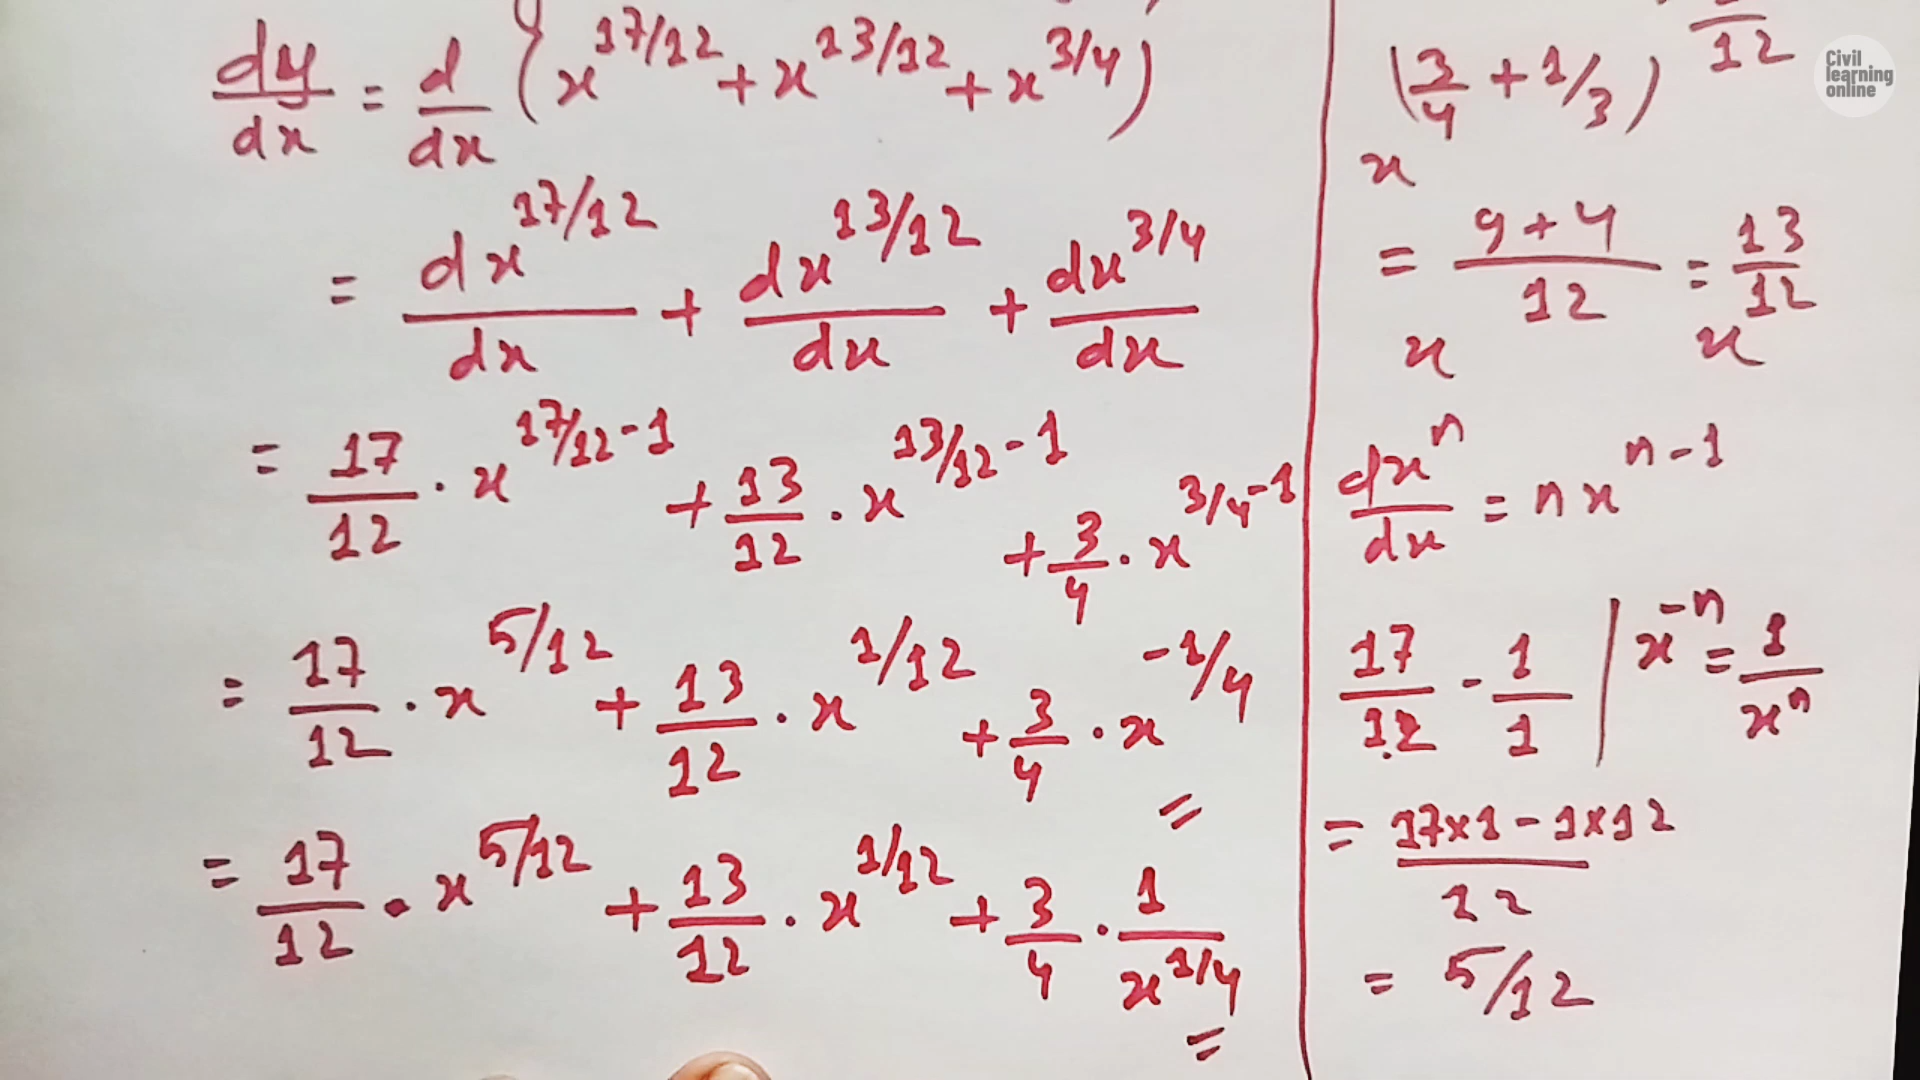 dy/dx = d/dx (x^17/12 + x^13/12 + x^3/4)
= dx^17/12/dx + dx^13/12/dx + dx^3/4/dx
= 17/12 · x^17/12-1 + 13/12 · x^13/12-1 + 3/4 · x^3/4-1
= 17/12 · x^5/12 + 13/12 · x^1/12 + 3/4 · x^-1/4
= 17/12 · x^5/12 + 13/12 · x^1/12 + 3/4 · 1/x^1/4
12
x^(3/4 + 1/3)
= x^9+4/12 = x^13/12
dx^n/dx = nx^n-1
17/12 - 1/1 | x^-n = 1/x^n
= 17×1-1×12/12
= 5/12
Civil
learning
online